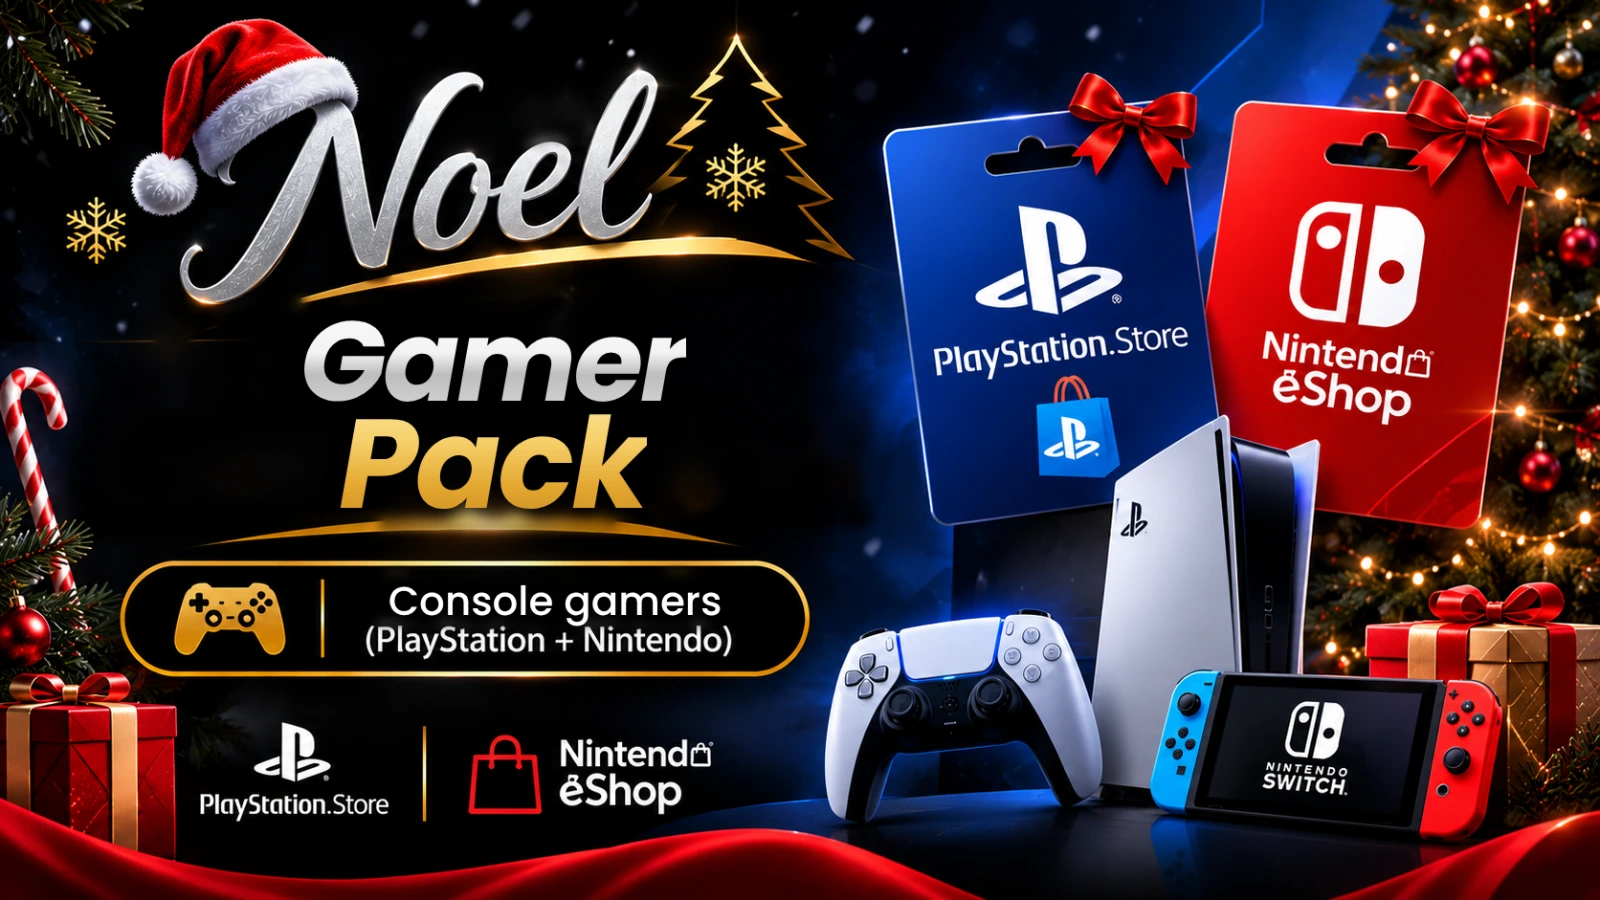 Noel
Gamer
Pack
Console gamers
(PlayStation + Nintendo)
PlayStation.Store
Nintendo
eShop
PlayStation.Store
Nintendo
eShop
NINTENDO
SWITCH